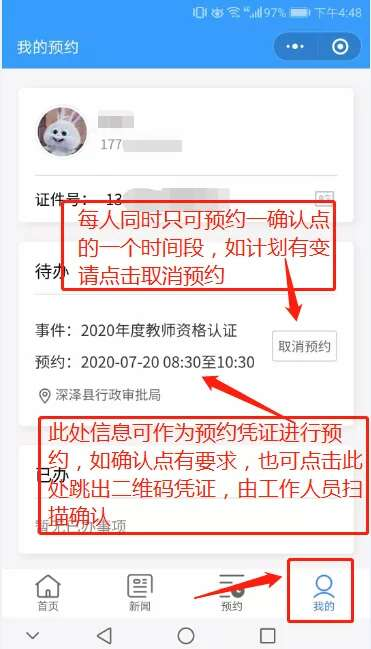 97% 下午4:48
我的预约
177
证件号： 13
每人同时只可预约一确认点
的一个时间段，如计划有变
请点击取消预约
待办
事件：2020年度教师资格认证
预约：2020-07-20 08:30至10:30
取消预约
深泽县行政审批局
此处信息可作为预约凭证进行预
约，如确认点有要求，也可点击此
处跳出二维码凭证，由工作人员扫
描确认
已办
暂无已办事项
首页 新闻 预约 我的